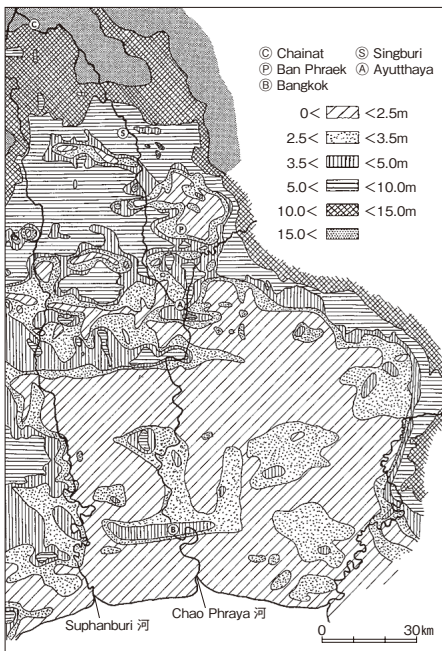 Ⓒ Chainat Ⓢ Singburi
Ⓟ Ban Phraek Ⓐ Ayutthaya
Ⓑ Bangkok
0< <2.5m
2.5< <3.5m
3.5< <5.0m
5.0< <10.0m
10.0< <15.0m
15.0<
Ⓒ
Ⓢ
Ⓟ
Ⓐ
Ⓑ
Suphanburi 河
Chao Phraya 河
0 30km